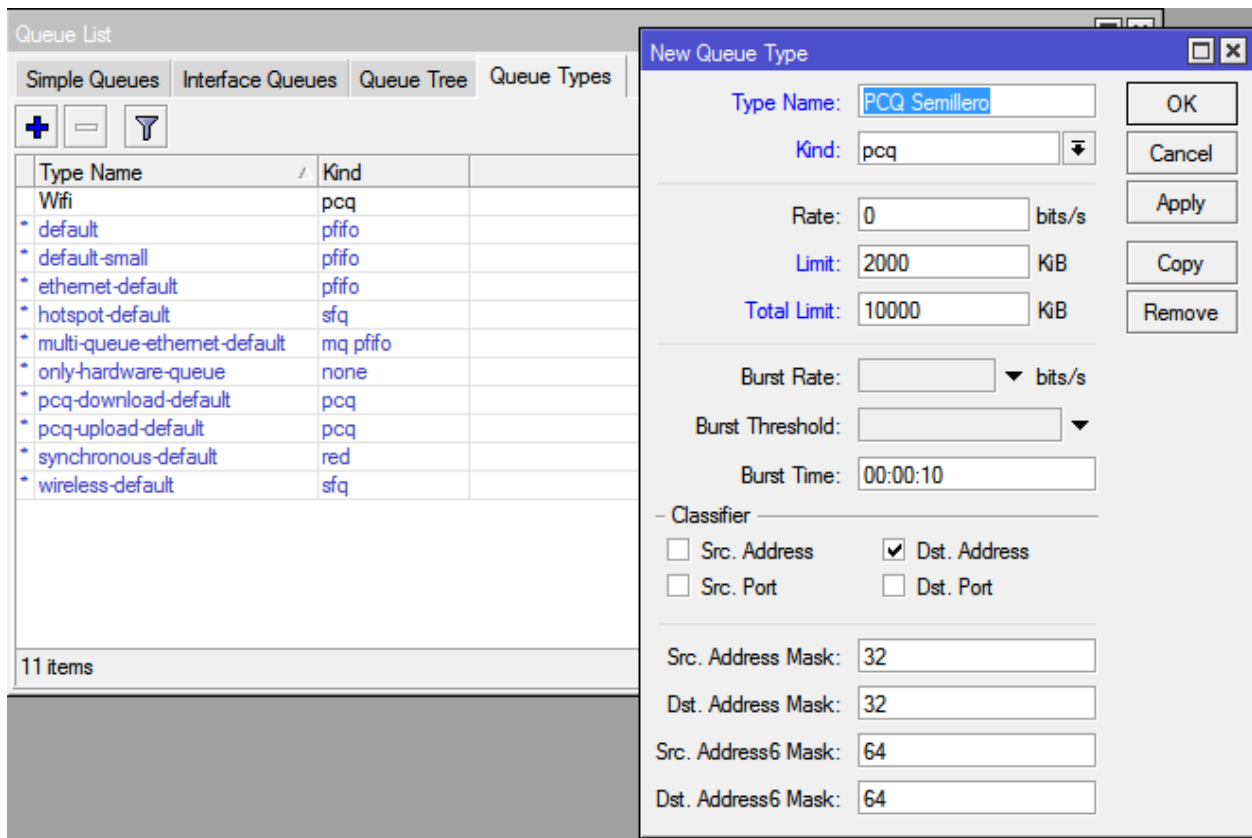 Queue List
Simple Queues Interface Queues Queue Tree Queue Types
Type Name Kind
Wifi pcq
* default pfifo
* default-small pfifo
* ethernet-default pfifo
* hotspot-default sfq
* multi-queue-ethernet-default mq pfifo
* only-hardware-queue none
* pcq-download-default pcq
* pcq-upload-default pcq
* synchronous-default red
* wireless-default sfq
11 items
New Queue Type
Type Name: PCQ Semillero
Kind: pcq
Rate: 0 bits/s
Limit: 2000 KiB
Total Limit: 10000 KiB
Burst Rate: bits/s
Burst Threshold:
Burst Time: 00:00:10
Classifier
Src. Address Dst. Address
Src. Port Dst. Port
Src. Address Mask: 32
Dst. Address Mask: 32
Src. Address6 Mask: 64
Dst. Address6 Mask: 64
OK
Cancel
Apply
Copy
Remove